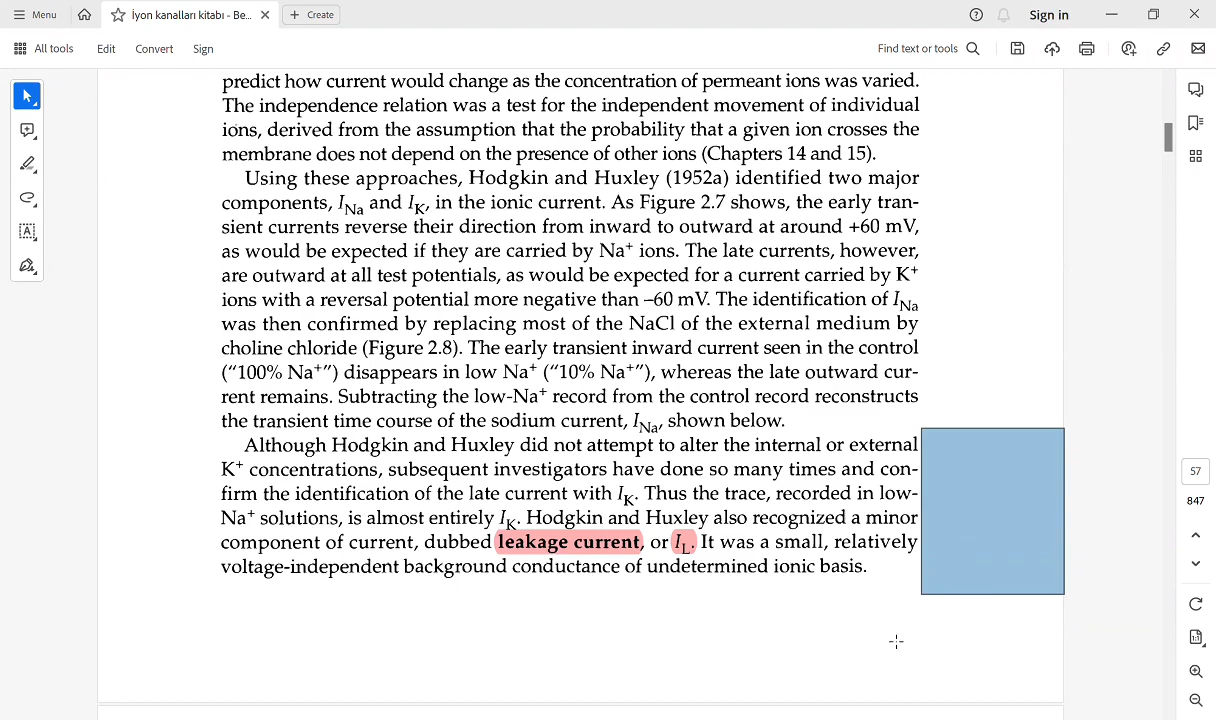 Menu
İyon kanalları kitabı - Be...
Create
Sign in
All tools
Edit
Convert
Sign
Find text or tools
predict how current would change as the concentration of permeant ions was varied.
The independence relation was a test for the independent movement of individual
ions, derived from the assumption that the probability that a given ion crosses the
membrane does not depend on the presence of other ions (Chapters 14 and 15).
Using these approaches, Hodgkin and Huxley (1952a) identified two major
components, I_Na and I_K, in the ionic current. As Figure 2.7 shows, the early tran-
sient currents reverse their direction from inward to outward at around +60 mV,
as would be expected if they are carried by Na⁺ ions. The late currents, however,
are outward at all test potentials, as would be expected for a current carried by K⁺
ions with a reversal potential more negative than –60 mV. The identification of I_Na
was then confirmed by replacing most of the NaCl of the external medium by
choline chloride (Figure 2.8). The early transient inward current seen in the control
(“100% Na⁺”) disappears in low Na⁺ (“10% Na⁺”), whereas the late outward cur-
rent remains. Subtracting the low-Na⁺ record from the control record reconstructs
the transient time course of the sodium current, I_Na, shown below.
Although Hodgkin and Huxley did not attempt to alter the internal or external
K⁺ concentrations, subsequent investigators have done so many times and con-
firm the identification of the late current with I_K. Thus the trace, recorded in low-
Na⁺ solutions, is almost entirely I_K. Hodgkin and Huxley also recognized a minor
component of current, dubbed leakage current, or I_L. It was a small, relatively
voltage-independent background conductance of undetermined ionic basis.
57
847
1:1